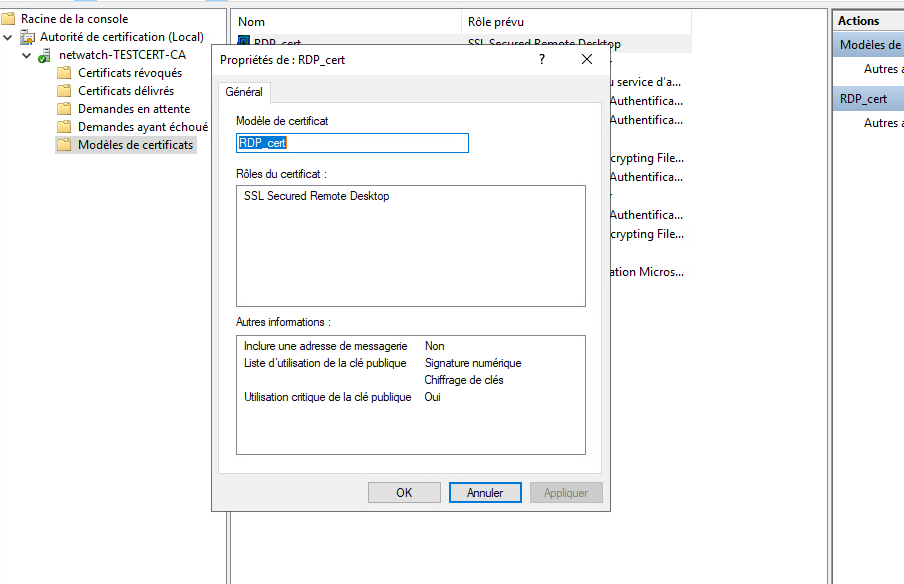 Racine de la console
Autorité de certification (Local)
netwatch-TESTCERT-CA
Certificats révoqués
Certificats délivrés
Demandes en attente
Demandes ayant échoué
Modèles de certificats
Nom Rôle prévu
RDP_cert SSL Secured Remote Desktop
u service d'a...
Authentifica...
Authentifica...
crypting File...
Authentifica...
Authentifica...
crypting File...
ation Micros...
Propriétés de : RDP_cert ?
Général
Modèle de certificat
RDP_cert
Rôles du certificat :
SSL Secured Remote Desktop
Autres informations :
Inclure une adresse de messagerie Non
Liste d'utilisation de la clé publique Signature numérique
Chiffrage de clés
Utilisation critique de la clé publique Oui
OK Annuler Appliquer
Actions
Modèles de
Autres a
RDP_cert
Autres a